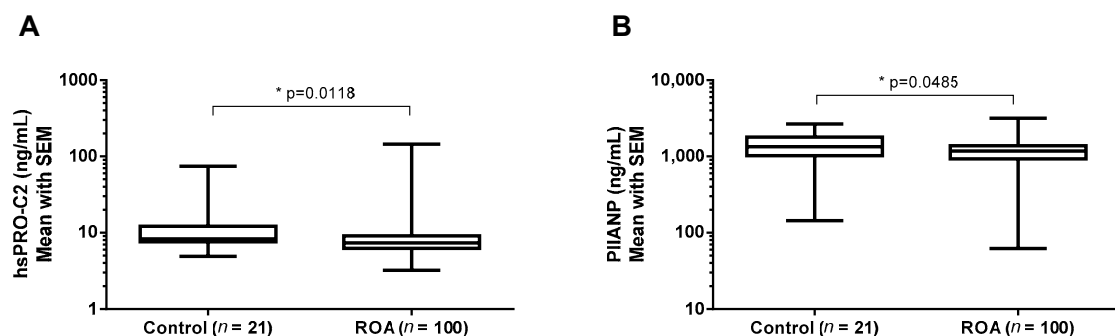 A
hsPRO-C2 (ng/mL)
Mean with SEM
1000
100
10
1
* p=0.0118
Control (n = 21)
ROA (n = 100)
B
PIIANP (ng/mL)
Mean with SEM
10,000
1,000
100
10
* p=0.0485
Control (n = 21)
ROA (n = 100)